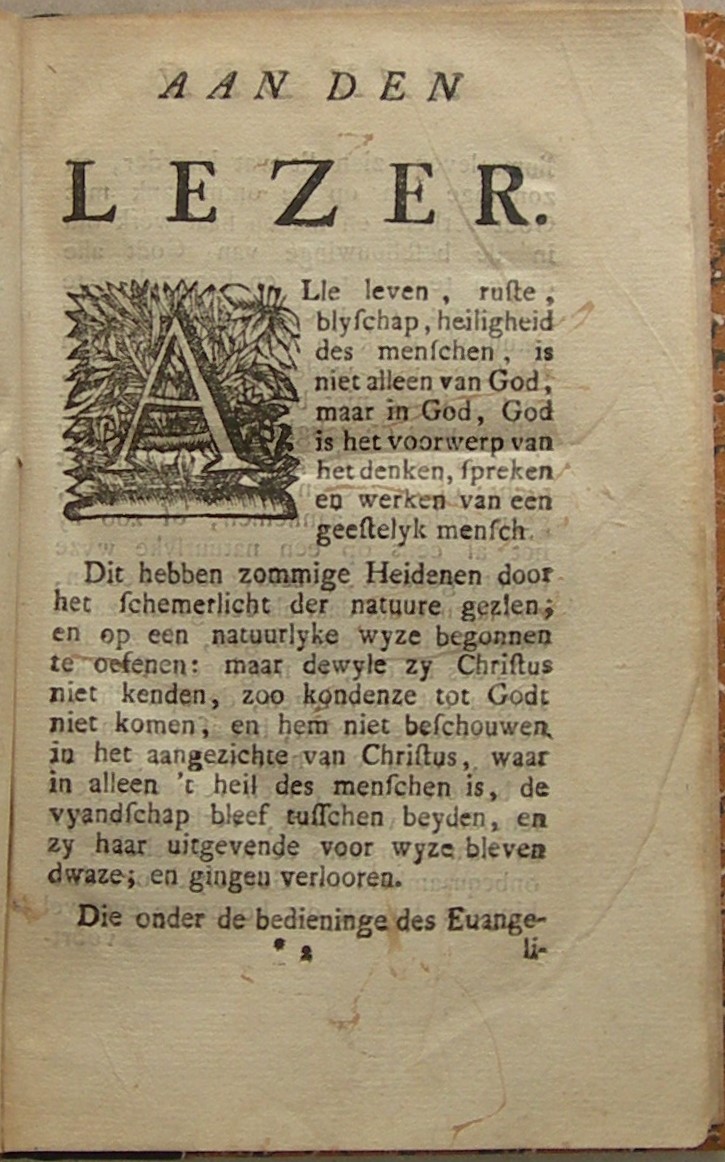 AAN DEN
LEZER.
ALle leven, ruſte,
blyſchap, heiligheid
des menſchen, is
niet alleen van God,
maar in God, God
is het voorwerp van
het denken, ſpreken
en werken van een
geeſtelyk menſch.
Dit hebben zommige Heidenen door
het ſchemerlicht der natuure gezien;
en op een natuurlyke wyze begonnen
te oefenen: maar dewyle zy Chriſtus
niet kenden, zoo kondenze tot Godt
niet komen, en hem niet beſchouwen
in het aangezichte van Chriſtus, waar
in alleen 't heil des menſchen is, de
vyandſchap bleef tuſſchen beyden, en
zy haar uitgevende voor wyze bleven
dwaze; en gingen verlooren.
Die onder de bedieninge des Euange-
* 2 li-